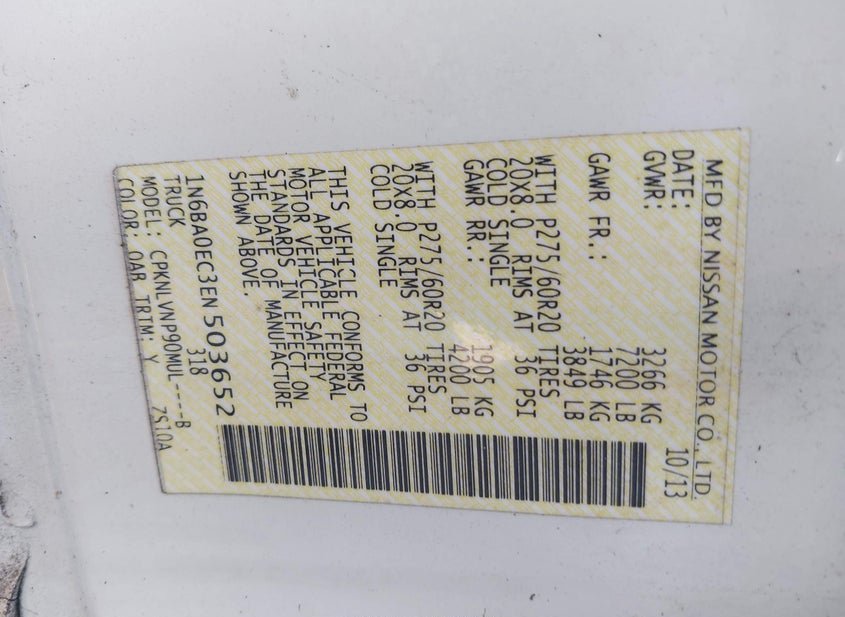 MFD BY NISSAN MOTOR CO., LTD.
DATE: 10/13
GVWR: 3266 KG
7200 LB
GAWR FR.: 1746 KG
3849 LB
WITH P275/60R20 TIRES
20X8.0 RIMS AT 36 PSI
COLD SINGLE
GAWR RR.: 1905 KG
4200 LB
WITH P275/60R20 TIRES
20X8.0 RIMS AT 36 PSI
COLD SINGLE
THIS VEHICLE CONFORMS TO
ALL APPLICABLE FEDERAL
MOTOR VEHICLE SAFETY
STANDARDS IN EFFECT ON
THE DATE OF MANUFACTURE
SHOWN ABOVE.
1N6BA0EC3EN503652
TRUCK 318
MODEL: CPKNLVNP90MUL----B
COLOR: QAB TRIM: Y ZS10A